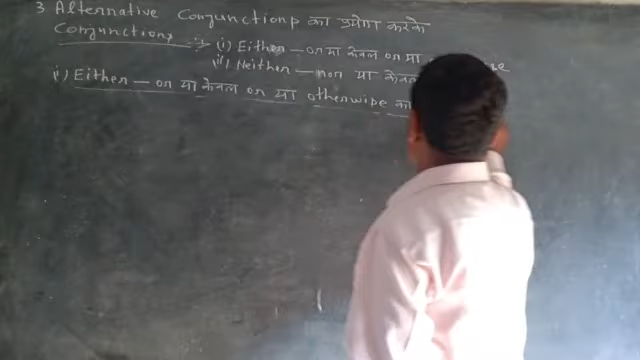 3 Alternative Conjunctions का प्रयोग करके
Conjunctions :→ (i) Either — or या केवल or या
(ii) Neither — nor या केवल
(i) Either — or या केवल or या otherwise का